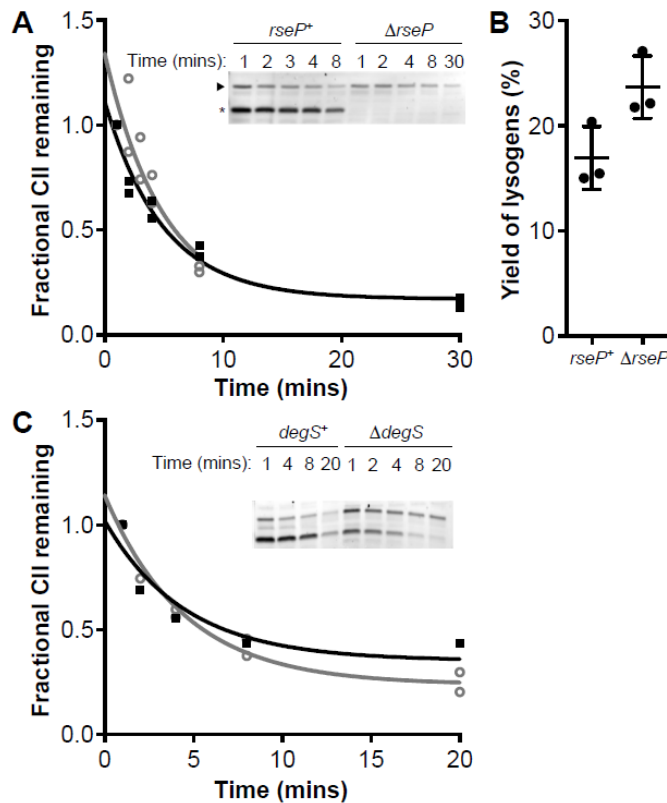 A
rseP+ ΔrseP
Time (mins): 1 2 3 4 8 1 2 4 8 30
*
Fractional CII remaining
1.5
1.0
0.5
0.0
0 10 20 30
Time (mins)
B
Yield of lysogens (%)
30
20
10
0
rseP+ ΔrseP
C
degS+ ΔdegS
Time (mins): 1 4 8 20 1 2 4 8 20
Fractional CII remaining
1.5
1.0
0.5
0.0
0 5 10 15 20
Time (mins)